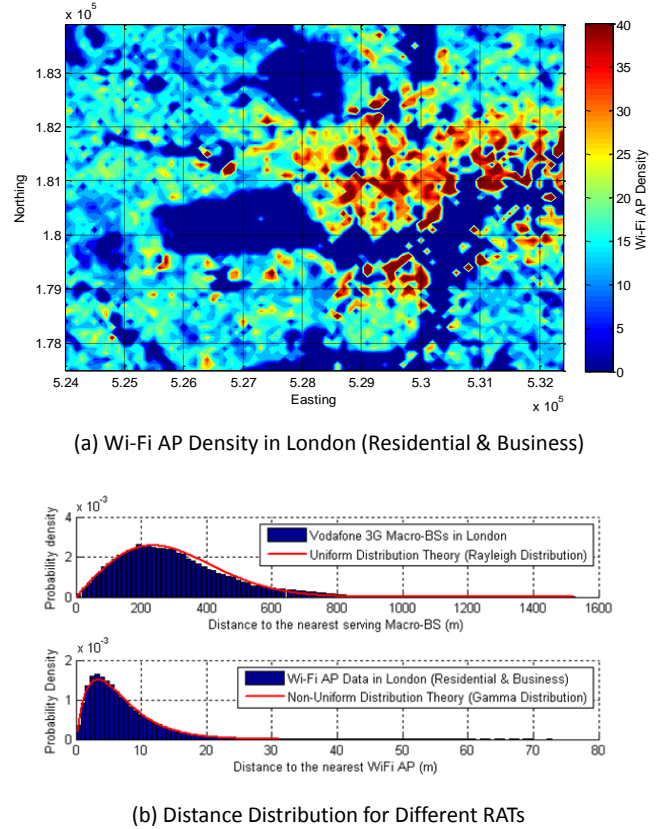 x 10⁵
1.83
1.82
1.81
1.8
1.79
1.78
Northing
5.24 5.25 5.26 5.27 5.28 5.29 5.3 5.31 5.32
Easting
x 10⁵
40
35
30
25
20
15
10
5
0
Wi-Fi AP Density
(a) Wi-Fi AP Density in London (Residential & Business)
x 10⁻³
4
2
0
Probability density
Vodafone 3G Macro-BSs in London
Uniform Distribution Theory (Rayleigh Distribution)
0 200 400 600 800 1000 1200 1400 1600
Distance to the nearest serving Macro-BS (m)
x 10⁻³
2
1
0
Probability Density
Wi-Fi AP Data in London (Residential & Business)
Non-Uniform Distribution Theory (Gamma Distribution)
0 10 20 30 40 50 60 70 80
Distance to the nearest WiFi AP (m)
(b) Distance Distribution for Different RATs